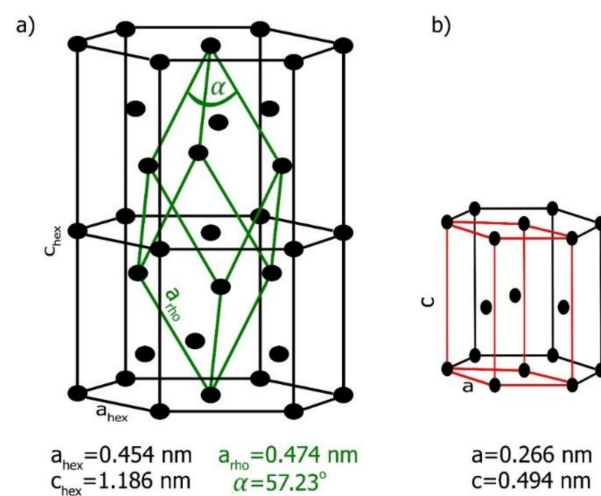 a)
b)
α
c_hex
a_rho
a_hex
c
a
a_hex=0.454 nm a_rho=0.474 nm
c_hex=1.186 nm α=57.23°
a=0.266 nm
c=0.494 nm